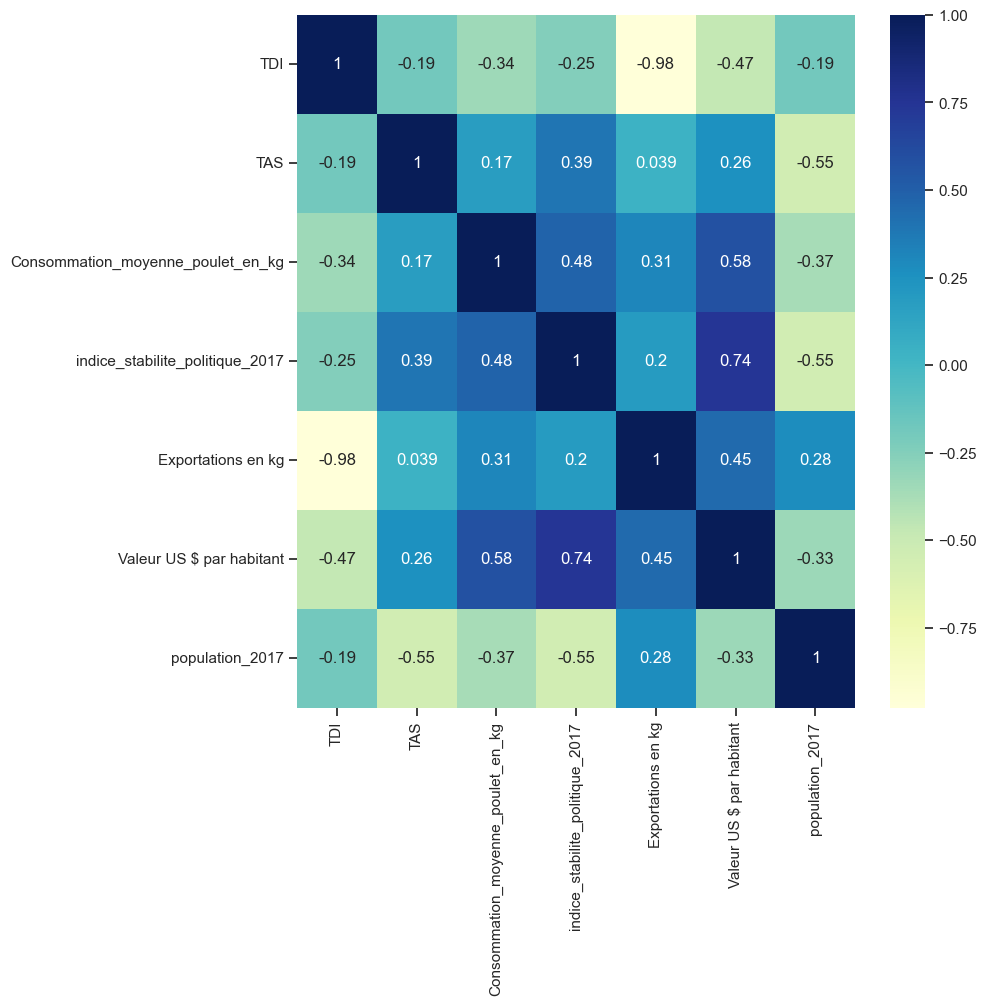 TDI 1 -0.19 -0.34 -0.25 -0.98 -0.47 -0.19
TAS -0.19 1 0.17 0.39 0.039 0.26 -0.55
Consommation_moyenne_poulet_en_kg -0.34 0.17 1 0.48 0.31 0.58 -0.37
indice_stabilite_politique_2017 -0.25 0.39 0.48 1 0.2 0.74 -0.55
Exportations en kg -0.98 0.039 0.31 0.2 1 0.45 0.28
Valeur US $ par habitant -0.47 0.26 0.58 0.74 0.45 1 -0.33
population_2017 -0.19 -0.55 -0.37 -0.55 0.28 -0.33 1
TDI
TAS
Consommation_moyenne_poulet_en_kg
indice_stabilite_politique_2017
Exportations en kg
Valeur US $ par habitant
population_2017
1.00
0.75
0.50
0.25
0.00
−0.25
−0.50
−0.75